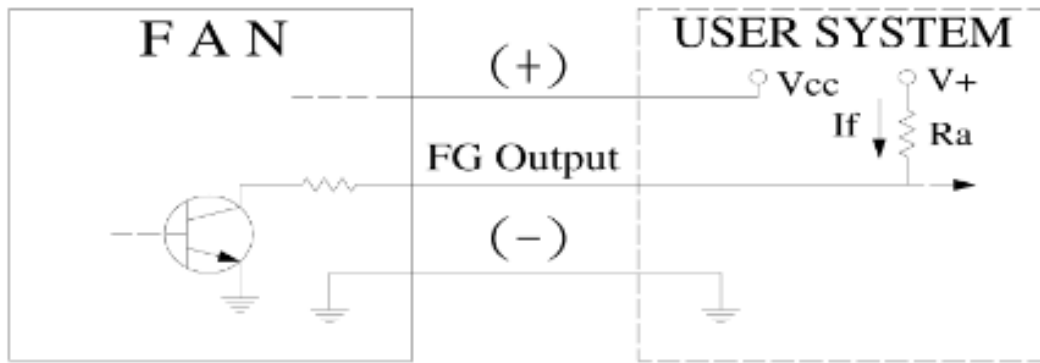 F A N
USER SYSTEM
(+)
Vcc
V+
If
Ra
FG Output
(-)